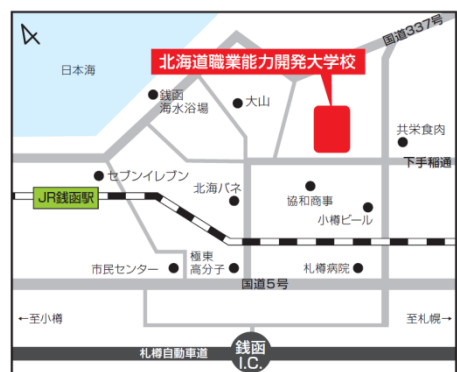 国道337号
北海道職業能力開発大学校
日本海
銭函
海水浴場
大山
共栄食肉
下手稲通
セブンイレブン
JR銭函駅
北海バネ
協和商事
小樽ビール
市民センター
極東
高分子
札樽病院
国道5号
←至小樽
至札幌→
札樽自動車道
銭函
I.C.